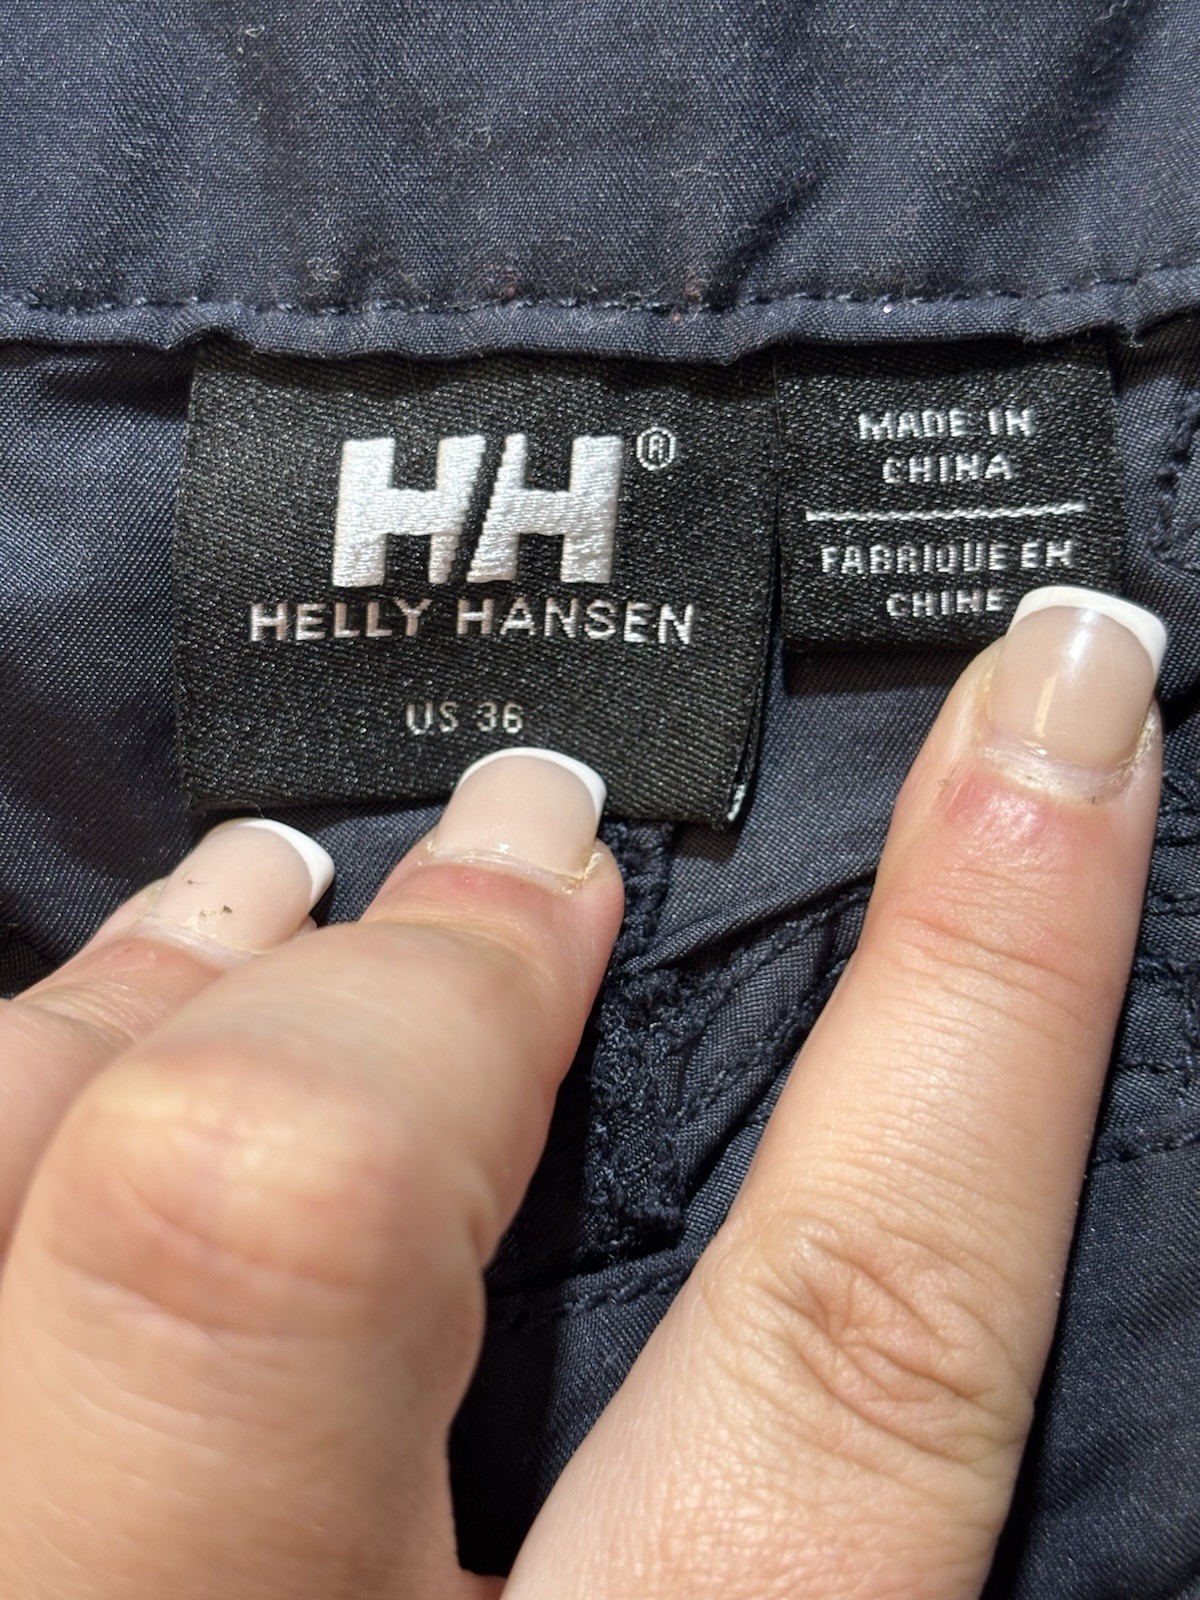 HH®
HELLY HANSEN
US 36
MADE IN
CHINA
FABRIQUE EN
CHINE